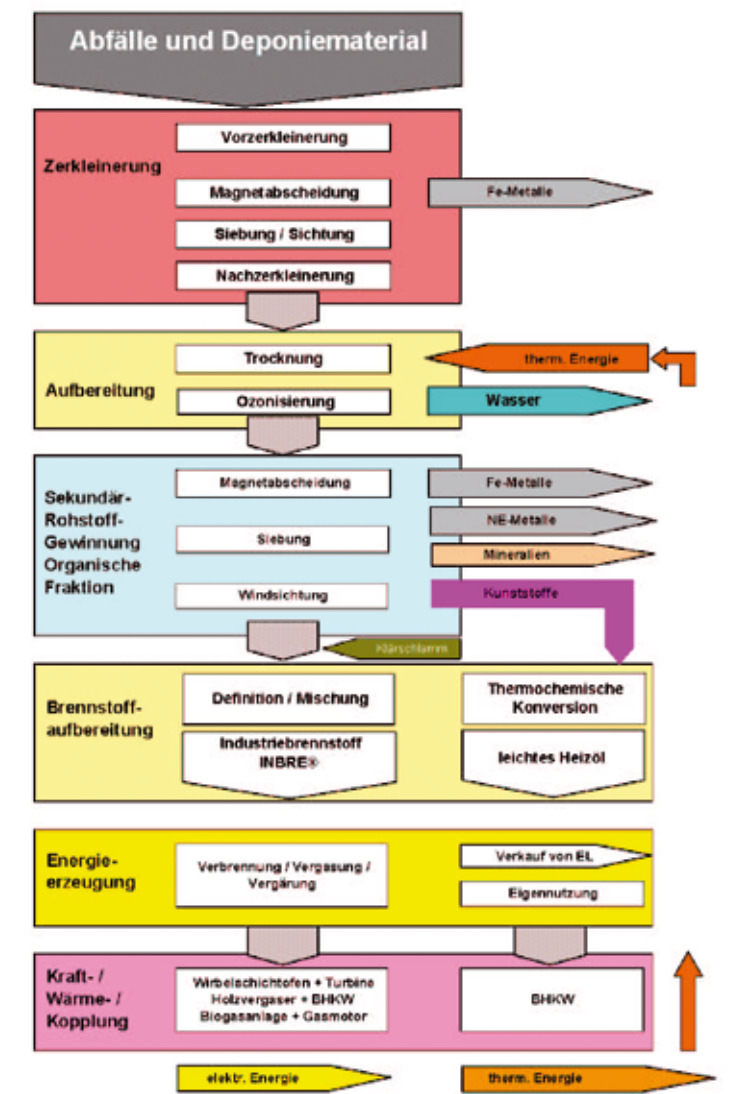 Abfälle und Deponiematerial
Zerkleinerung
Vorzerkleinerung
Magnetabscheidung
Fe-Metalle
Siebung / Sichtung
Nachzerkleinerung
Aufbereitung
Trocknung
therm. Energie
Ozonisierung
Wasser
Sekundär-
Rohstoff-
Gewinnung
Organische
Fraktion
Magnetabscheidung
Fe-Metalle
NE-Metalle
Siebung
Mineralien
Windsichtung
Kunststoffe
Klärschlamm
Brennstoff-
aufbereitung
Definition / Mischung
Industriebrennstoff
INBRE®
Thermochemische
Konversion
leichtes Heizöl
Energie-
erzeugung
Verbrennung / Vergasung /
Vergärung
Verkauf von EL
Eigennutzung
Kraft- /
Wärme- /
Kopplung
Wirbelschichtofen + Turbine
Holzvergaser + BHKW
Biogasanlage + Gasmotor
BHKW
elektr. Energie
therm. Energie